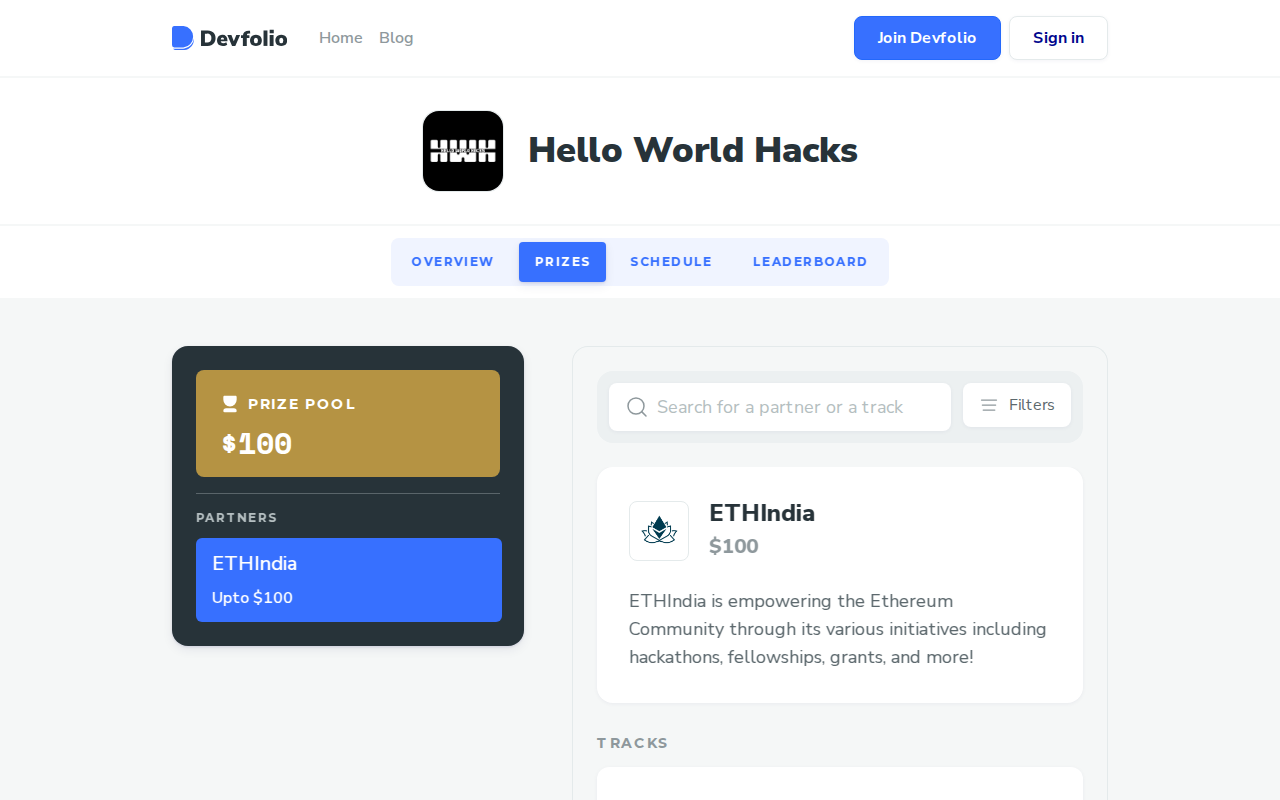 Devfolio
Home
Blog
Join Devfolio
Sign in
Hello World Hacks
OVERVIEW
PRIZES
SCHEDULE
LEADERBOARD
PRIZE POOL
$100
PARTNERS
ETHIndia
Upto $100
Search for a partner or a track
Filters
ETHIndia
$100
ETHIndia is empowering the Ethereum
Community through its various initiatives including
hackathons, fellowships, grants, and more!
TRACKS